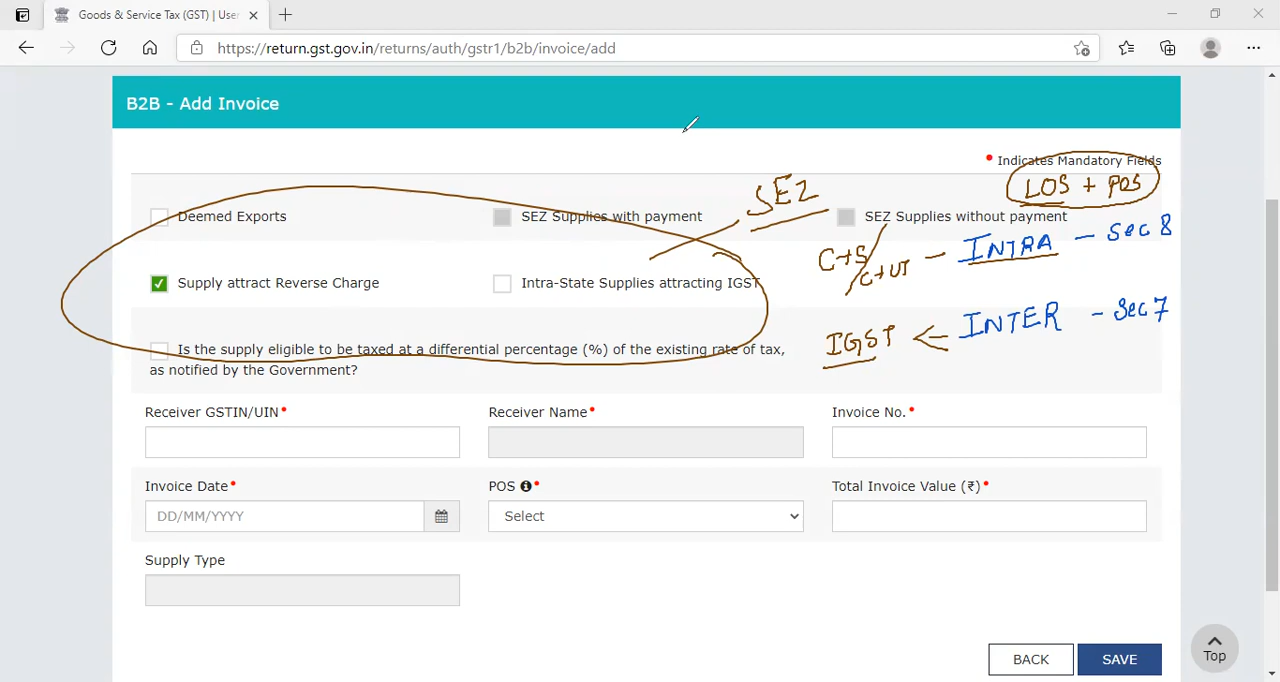 Goods & Service Tax (GST) | User
https://return.gst.gov.in/returns/auth/gstr1/b2b/invoice/add
B2B - Add Invoice
• Indicates Mandatory Fields
LOS + POS
SEZ
Deemed Exports
SEZ Supplies with payment
SEZ Supplies without payment
C+S / C+UT - INTRA - Sec 8
Supply attract Reverse Charge
Intra-State Supplies attracting IGST
IGST ← INTER - Sec 7
Is the supply eligible to be taxed at a differential percentage (%) of the existing rate of tax,
as notified by the Government?
Receiver GSTIN/UIN•
Receiver Name•
Invoice No.•
Invoice Date•
POS •
Total Invoice Value (₹)•
DD/MM/YYYY
Select
Supply Type
BACK
SAVE
Top